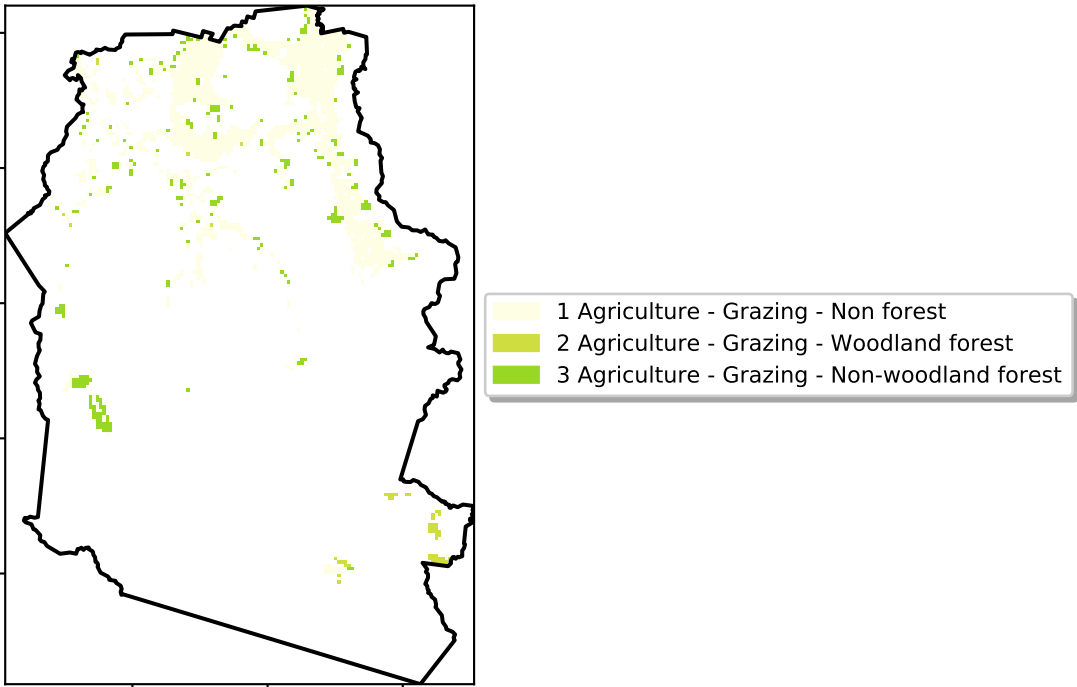 1 Agriculture - Grazing - Non forest
2 Agriculture - Grazing - Woodland forest
3 Agriculture - Grazing - Non-woodland forest